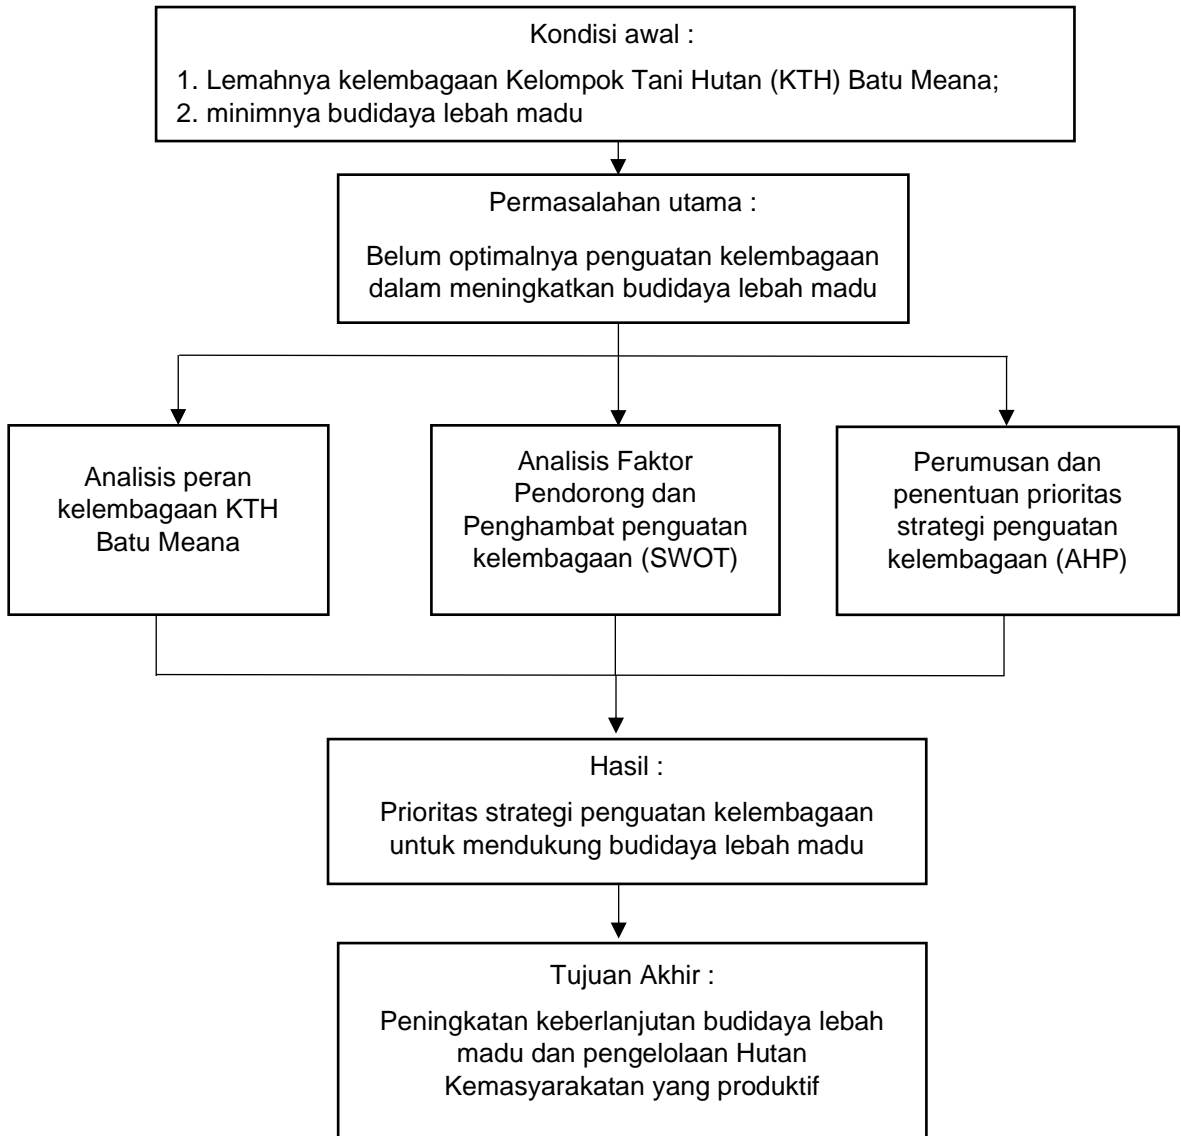 Kondisi awal :
1. Lemahnya kelembagaan Kelompok Tani Hutan (KTH) Batu Meana;
2. minimnya budidaya lebah madu
Permasalahan utama :
Belum optimalnya penguatan kelembagaan
dalam meningkatkan budidaya lebah madu
Analisis peran
kelembagaan KTH
Batu Meana
Analisis Faktor
Pendorong dan
Penghambat penguatan
kelembagaan (SWOT)
Perumusan dan
penentuan prioritas
strategi penguatan
kelembagaan (AHP)
Hasil :
Prioritas strategi penguatan kelembagaan
untuk mendukung budidaya lebah madu
Tujuan Akhir :
Peningkatan keberlanjutan budidaya lebah
madu dan pengelolaan Hutan
Kemasyarakatan yang produktif